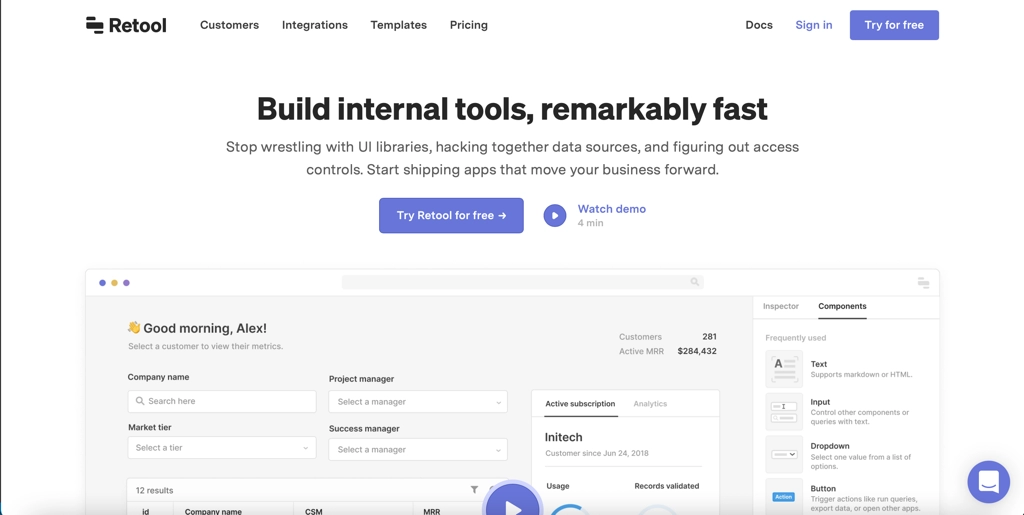 Retool
Customers
Integrations
Templates
Pricing
Docs
Sign in
Try for free
Build internal tools, remarkably fast
Stop wrestling with UI libraries, hacking together data sources, and figuring out access
controls. Start shipping apps that move your business forward.
Try Retool for free →
Watch demo
4 min
👋 Good morning, Alex!
Select a customer to view their metrics.
Customers 281
Active MRR $284,432
Company name
Search here
Project manager
Select a manager
Market tier
Select a tier
Success manager
Select a manager
12 results
id
Company name
CSM
MRR
Active subscription
Analytics
Initech
Customer since Jun 24, 2018
Usage
Records validated
Inspector
Components
Frequently used
A
Text
Supports markdown or HTML.
Input
Control other components or
queries with text.
Dropdown
Select one value from a list of
options.
Action
Button
Trigger actions like run queries,
export data, or open other apps.